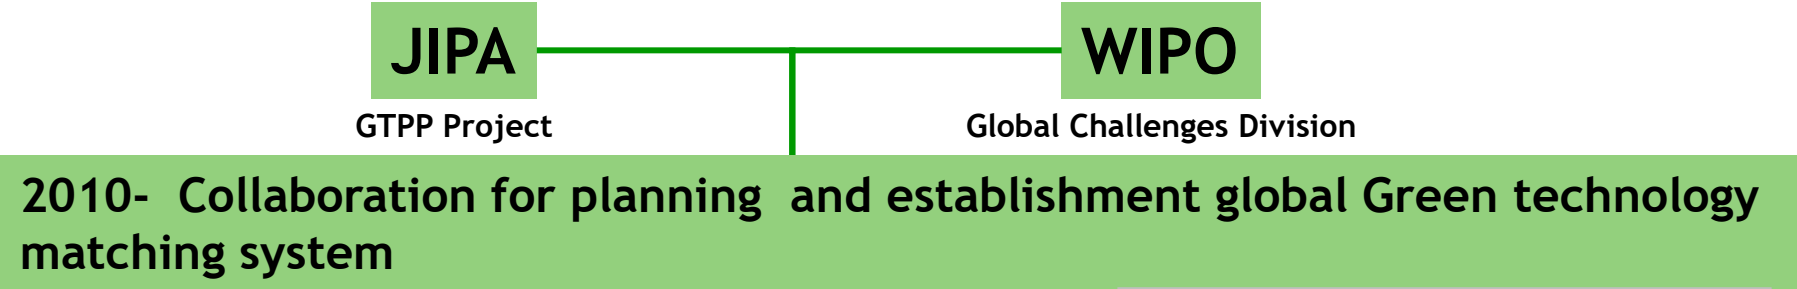 JIPA WIPO
GTPP Project Global Challenges Division
2010- Collaboration for planning and establishment global Green technology
matching system